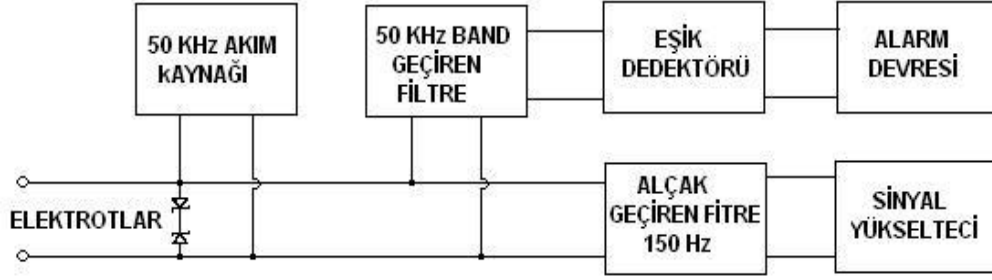 50 KHz AKIM
kAYNAĞI
50 KHz BAND
GEÇİREN
FİLTRE
EŞİK
DEDEKTÖRÜ
ALARM
DEVRESİ
ELEKTROTLAR
ALÇAK
GEÇİREN FİTRE
150 Hz
SİNYAL
YÜKSELTECİ